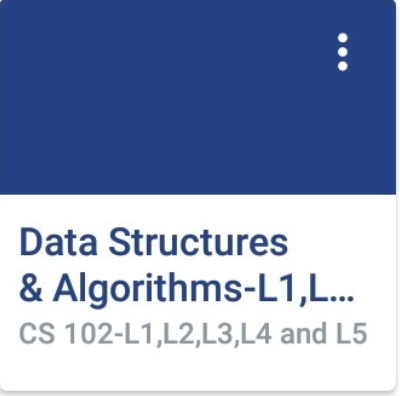 Data Structures
& Algorithms-L1,L...
CS 102-L1,L2,L3,L4 and L5